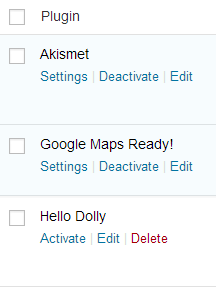 Plugin
Akismet
Settings | Deactivate | Edit
Google Maps Ready!
Settings | Deactivate | Edit
Hello Dolly
Activate | Edit | Delete